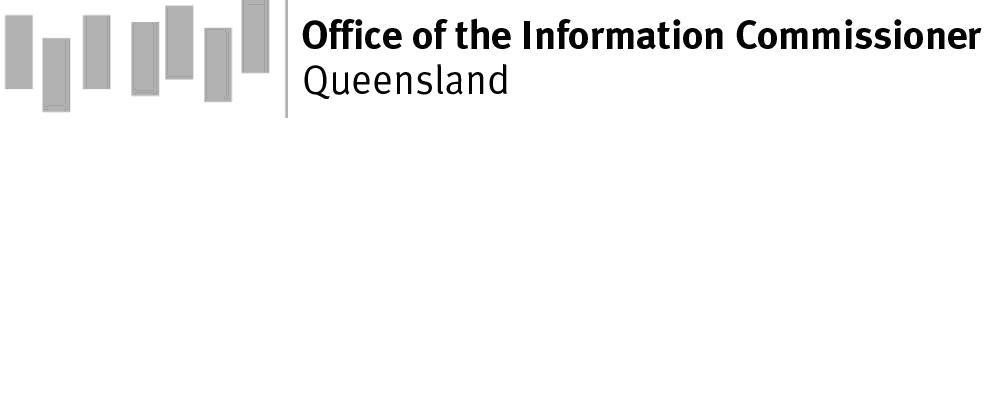 Office of the Information Commissioner
Queensland